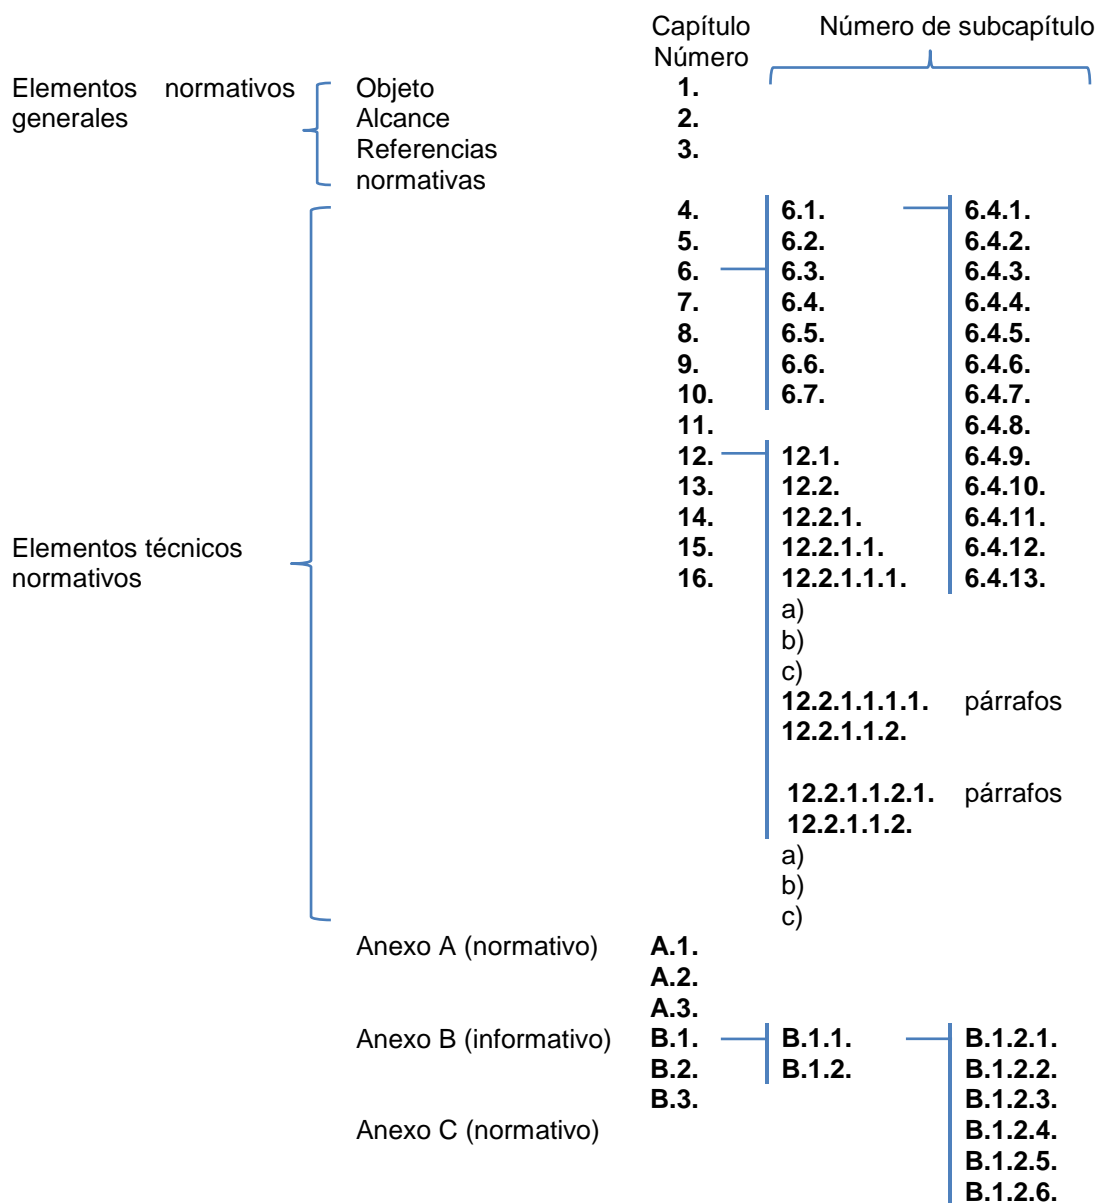 Capítulo Número de subcapítulo
Número
Elementos normativos Objeto 1.
generales Alcance 2.
Referencias 3.
normativas
4. 6.1. 6.4.1.
5. 6.2. 6.4.2.
6. 6.3. 6.4.3.
7. 6.4. 6.4.4.
8. 6.5. 6.4.5.
9. 6.6. 6.4.6.
10. 6.7. 6.4.7.
11. 6.4.8.
12. 12.1. 6.4.9.
13. 12.2. 6.4.10.
14. 12.2.1. 6.4.11.
Elementos técnicos 15. 12.2.1.1. 6.4.12.
normativos 16. 12.2.1.1.1. 6.4.13.
a)
b)
c)
12.2.1.1.1.1. párrafos
12.2.1.1.2.
12.2.1.1.2.1. párrafos
12.2.1.1.2.
a)
b)
c)
Anexo A (normativo) A.1.
A.2.
A.3.
Anexo B (informativo) B.1. B.1.1. B.1.2.1.
B.2. B.1.2. B.1.2.2.
B.3. B.1.2.3.
Anexo C (normativo) B.1.2.4.
B.1.2.5.
B.1.2.6.